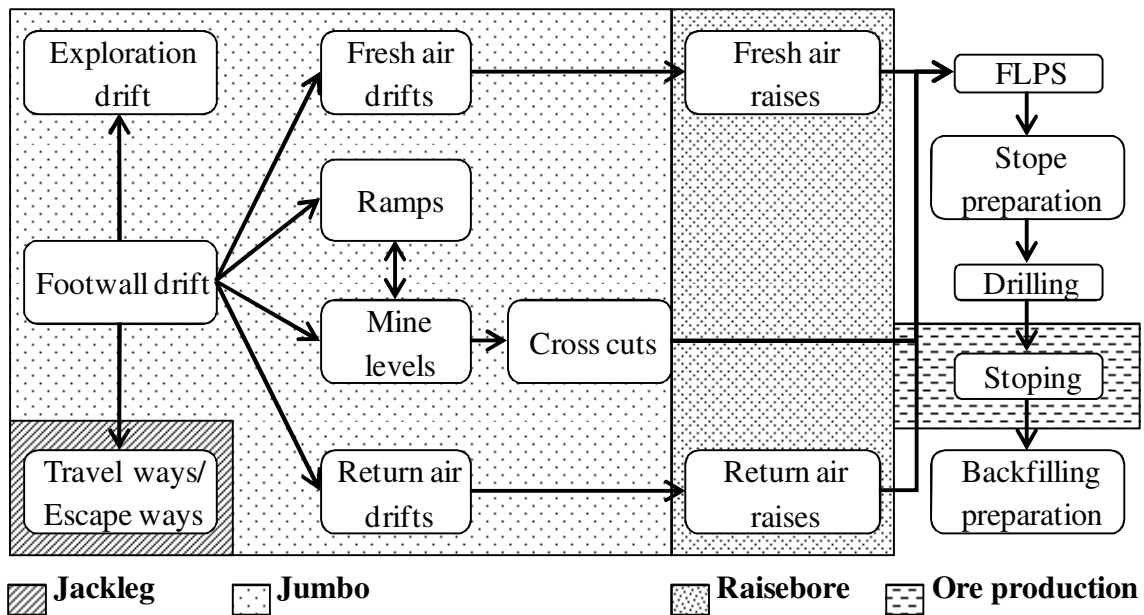 Exploration
drift
Fresh air
drifts
Fresh air
raises
FLPS
Ramps
Stope
preparation
Footwall drift
Mine
levels
Cross cuts
Drilling
Stoping
Travel ways/
Escape ways
Return air
drifts
Return air
raises
Backfilling
preparation
Jackleg
Jumbo
Raisebore
Ore production